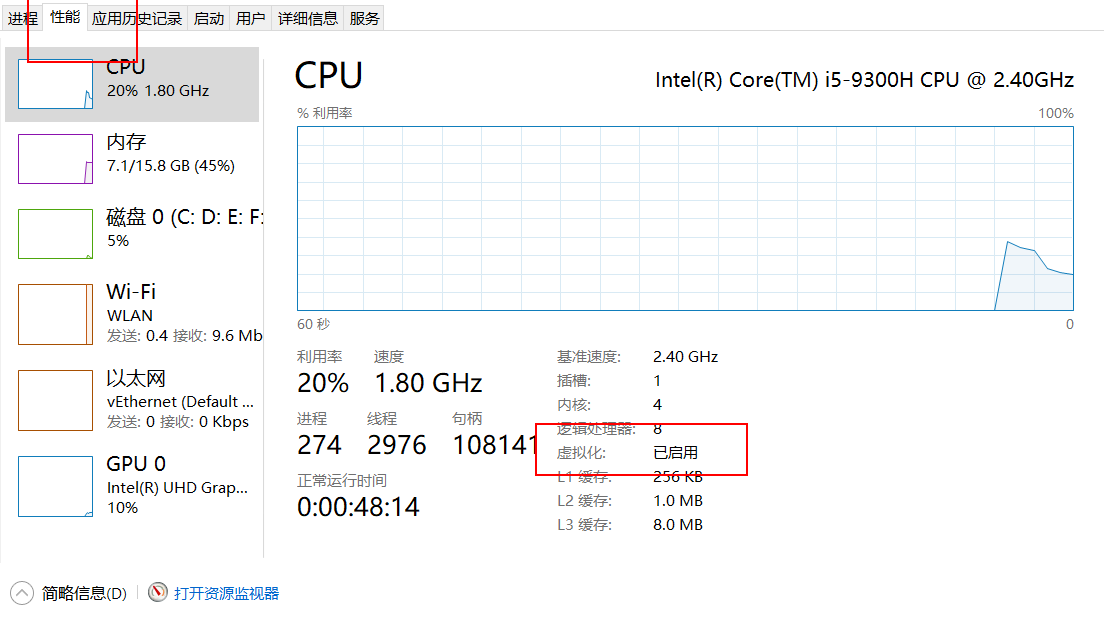 进程 性能 应用历史记录 启动 用户 详细信息 服务
CPU
20% 1.80 GHz
内存
7.1/15.8 GB (45%)
磁盘 0 (C: D: E: F:
5%
Wi-Fi
WLAN
发送: 0.4 接收: 9.6 Mb
以太网
vEthernet (Default ...
发送: 0 接收: 0 Kbps
GPU 0
Intel(R) UHD Grap...
10%
CPU
Intel(R) Core(TM) i5-9300H CPU @ 2.40GHz
% 利用率 100%
60 秒 0
利用率 速度
20% 1.80 GHz
进程 线程 句柄
274 2976 108141
正常运行时间
0:00:48:14
基准速度: 2.40 GHz
插槽: 1
内核: 4
逻辑处理器: 8
虚拟化: 已启用
L1 缓存: 256 KB
L2 缓存: 1.0 MB
L3 缓存: 8.0 MB
简略信息(D) 打开资源监视器